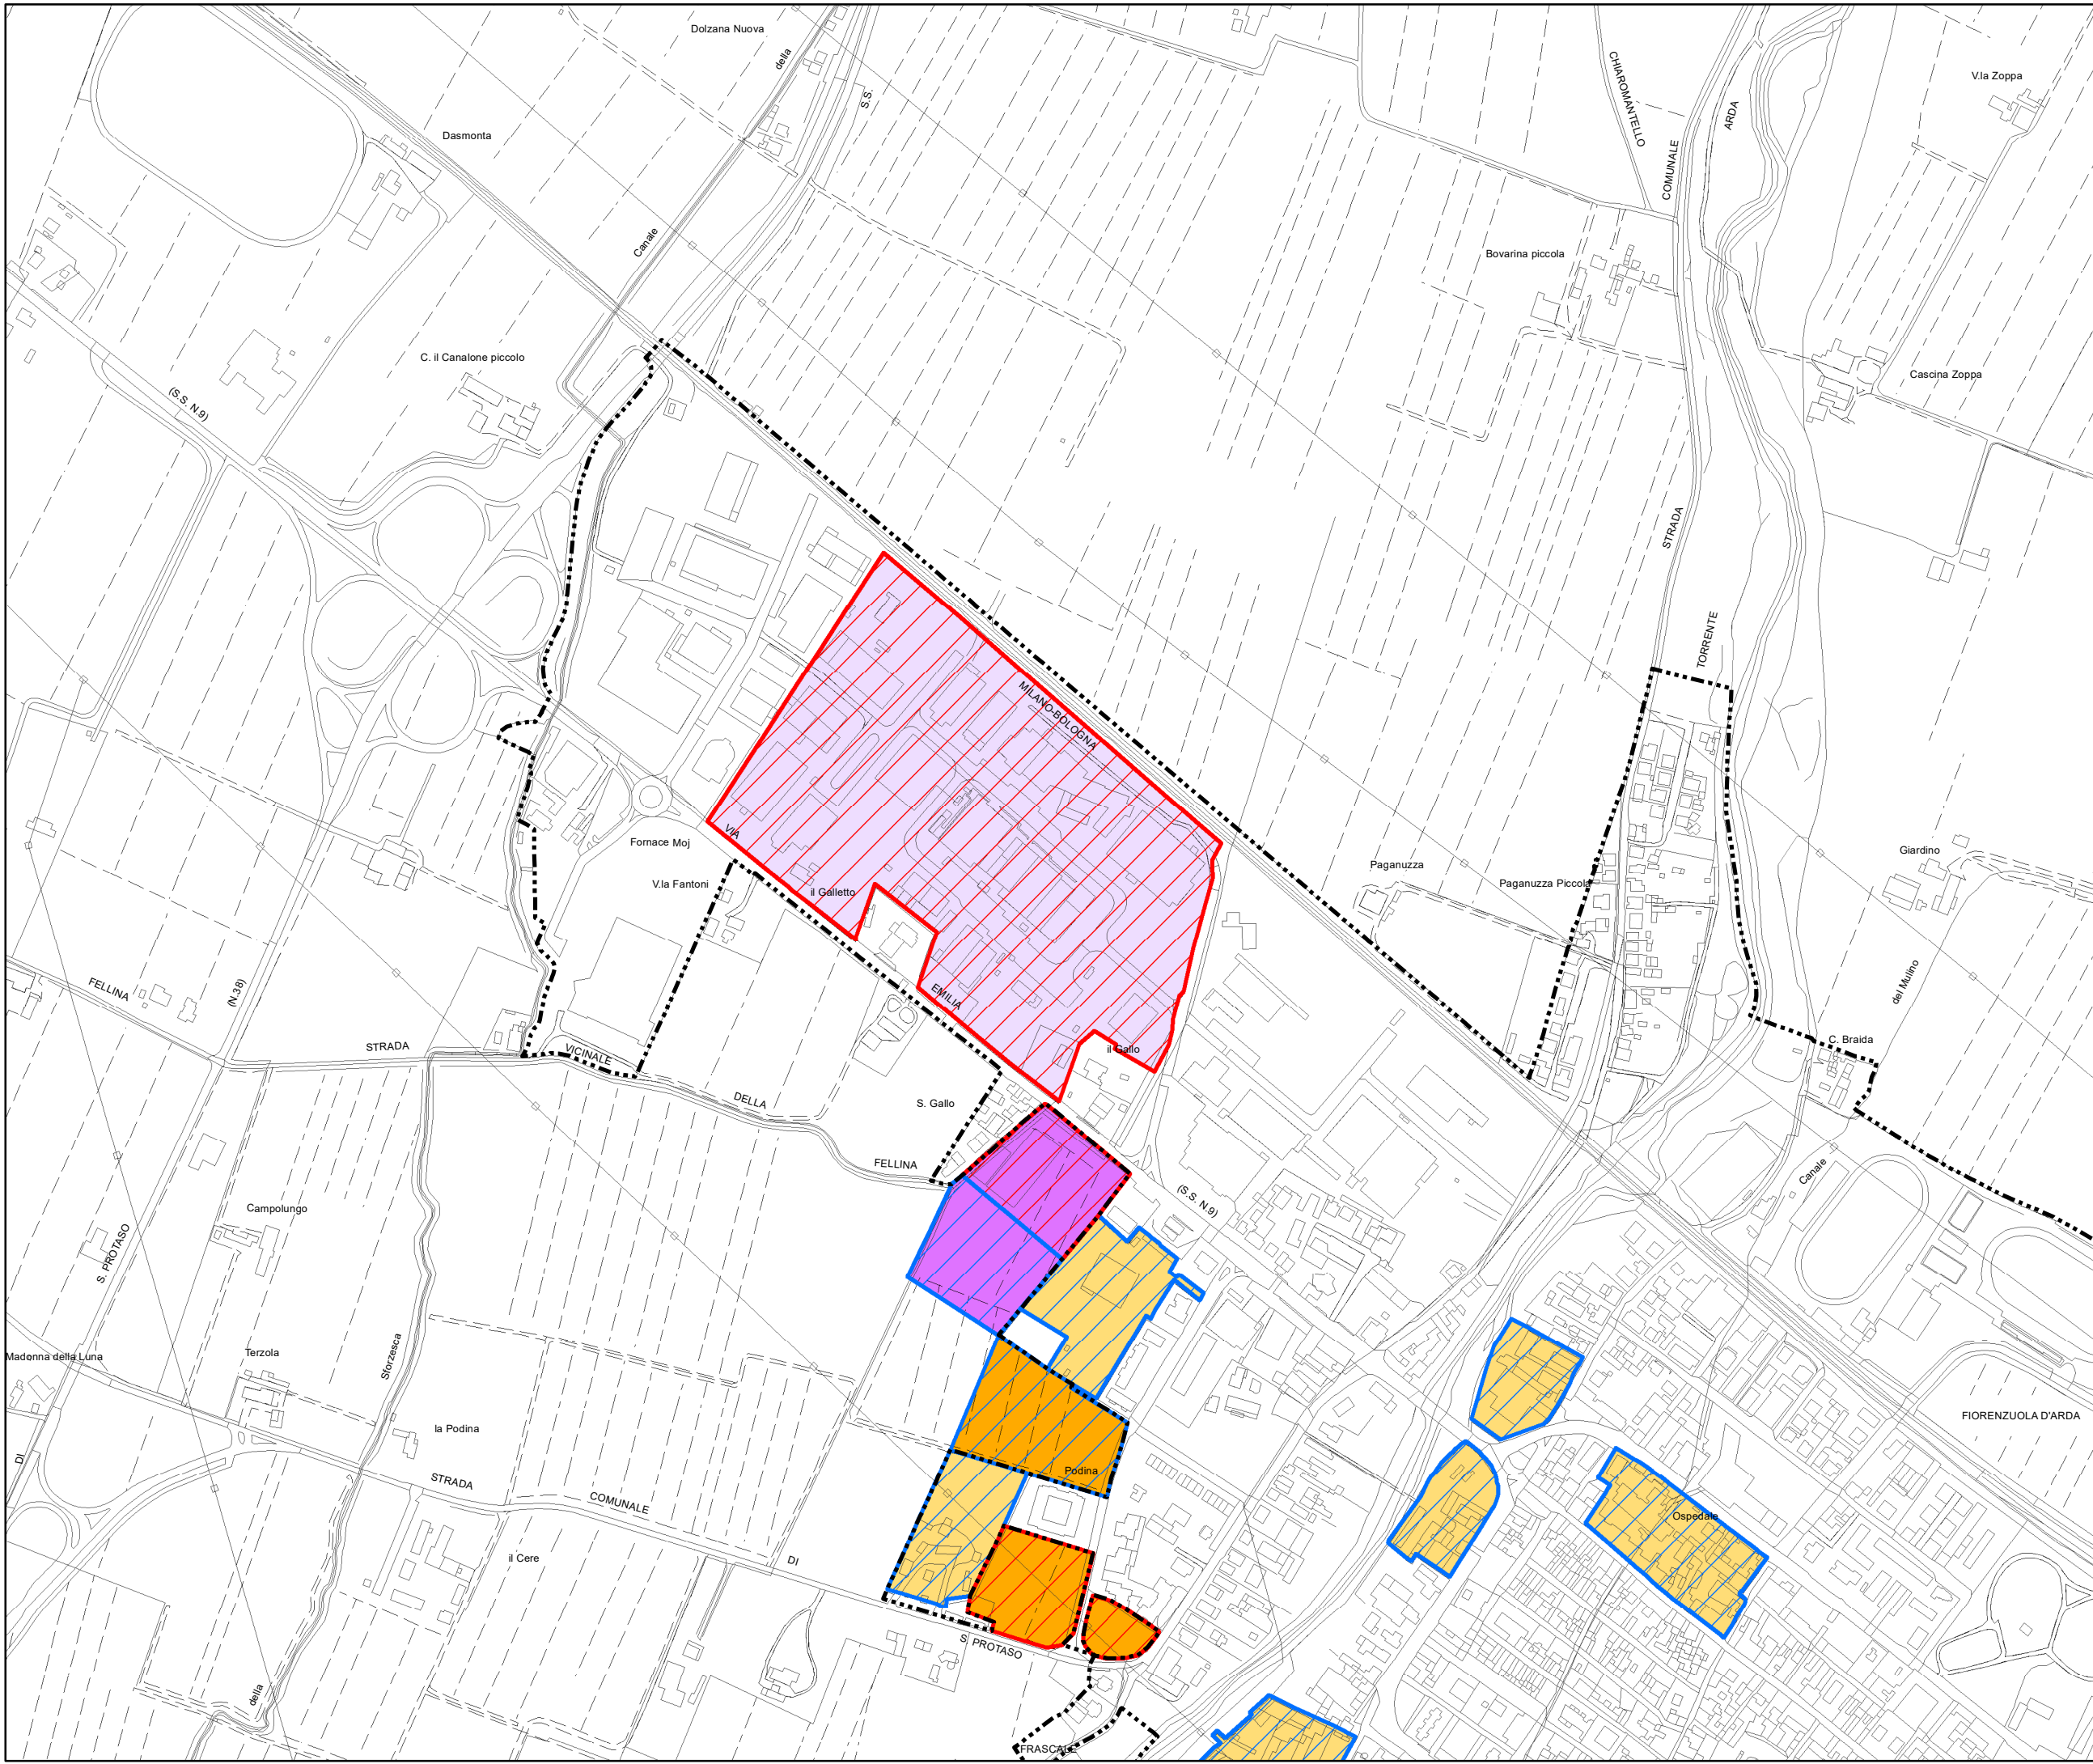 Dolzana Nuova
della
S.S.
CHIAROMANTELLO
ARDA
V.la Zoppa
Dasmonta
COMUNALE
Canale
Bovarina piccola
C. il Canalone piccolo
Cascina Zoppa
(S.S. N.9)
STRADA
TORRENTE
MILANO-BOLOGNA
VIA
Fornace Moj
Giardino
V.la Fantoni
il Galletto
Paganuzza
Paganuzza Piccola
FELLINA
(N.38)
EMILIA
del Mulino
STRADA
VICINALE
il Gallo
C. Braida
DELLA
S. Gallo
FELLINA
Canale
(S.S. N.9)
Campolungo
S. PROTASO
Madonna della Luna
Terzola
Sforzesca
la Podina
FIORENZUOLA D'ARDA
DI
STRADA
Podina
COMUNALE
Ospedale
il Cere
DI
S. PROTASO
della
FRASCALE